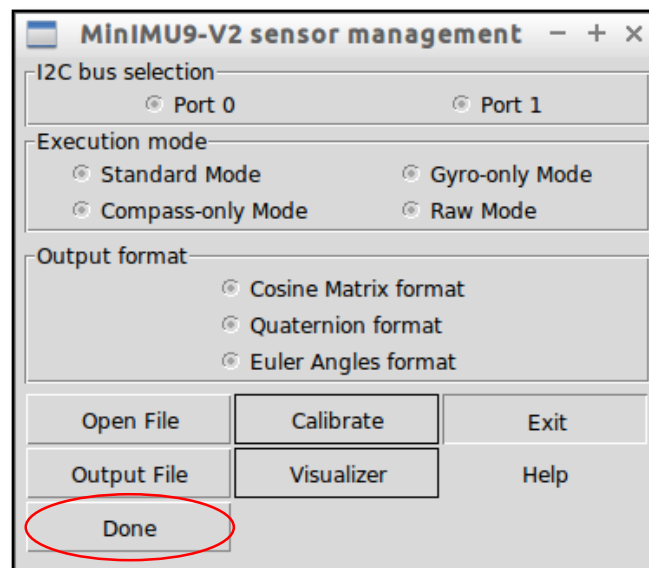 MinIMU9-V2 sensor management
I2C bus selection
Port 0 Port 1
Execution mode
Standard Mode Gyro-only Mode
Compass-only Mode Raw Mode
Output format
Cosine Matrix format
Quaternion format
Euler Angles format
Open File Calibrate Exit
Output File Visualizer Help
Done